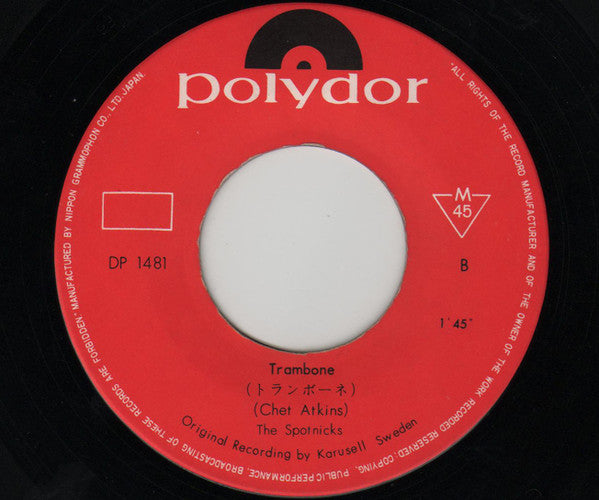 polydor
"ALL RIGHTS OF THE RECORD MANUFACTURER AND OF THE OWNER OF THE WORK RECORDED RESERVED. COPYING, PUBLIC PERFORMANCE, BROADCASTING OF THESE RECORDS ARE FORBIDDEN." MANUFACTURED BY NIPPON GRAMMOPHON CO., LTD. JAPAN.
M
45
DP 1481
B
1'45"
Trambone
(トランボーネ)
(Chet Atkins)
The Spotnicks
Original Recording by Karusell Sweden